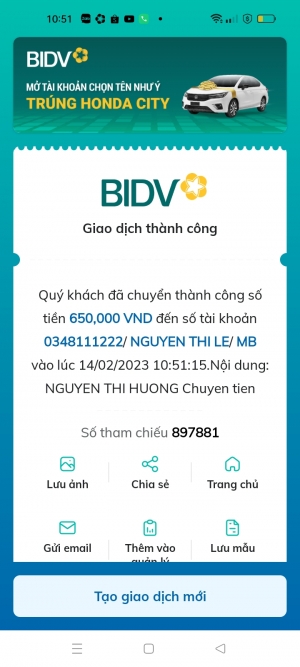 10:51
BIDV
MỞ TÀI KHOẢN CHỌN TÊN NHƯ Ý
TRÚNG HONDA CITY
BIDV
Giao dịch thành công
Quý khách đã chuyển thành công số
tiền 650,000 VND đến số tài khoản
0348111222/ NGUYEN THI LE/ MB
vào lúc 14/02/2023 10:51:15.Nội dung:
NGUYEN THI HUONG Chuyen tien
Số tham chiếu 897881
Lưu ảnh
Chia sẻ
Trang chủ
Gửi email
Thêm vào
quản lý
Lưu mẫu
Tạo giao dịch mới